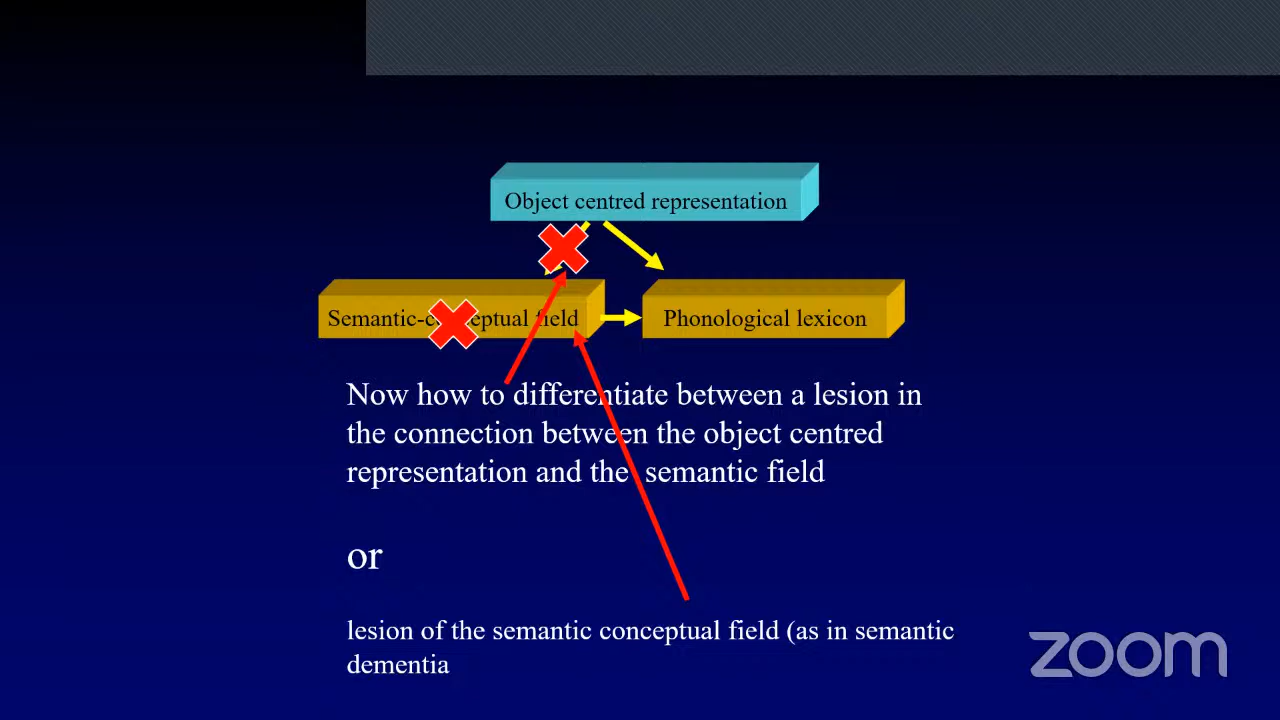 Object centred representation
Semantic-conceptual field
Phonological lexicon
Now how to differentiate between a lesion in
the connection between the object centred
representation and the semantic field
or
lesion of the semantic conceptual field (as in semantic
dementia
zoom